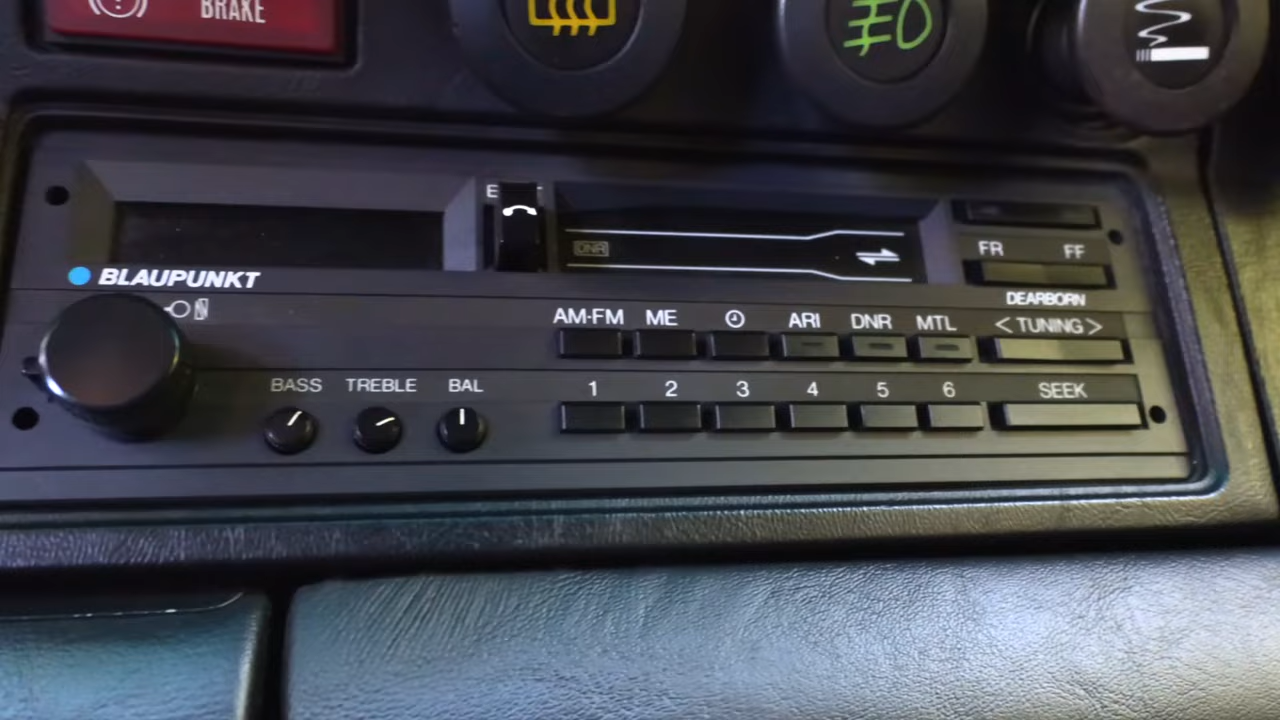 BRAKE
E
DNR
FR FF
BLAUPUNKT
DEARBORN
AM-FM ME ARI DNR MTL < TUNING >
BASS TREBLE BAL 1 2 3 4 5 6 SEEK